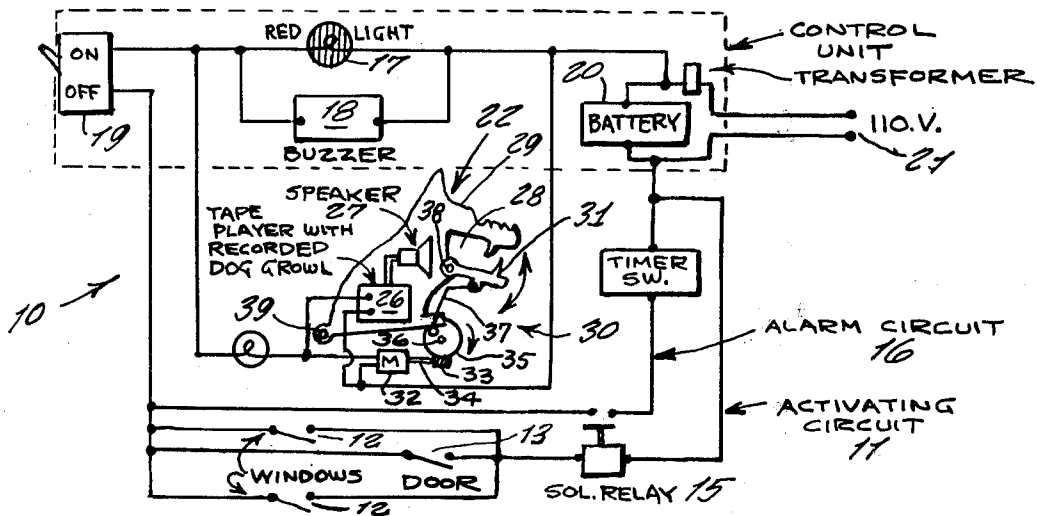 ON
OFF
19
RED LIGHT
17
18
BUZZER
20
BATTERY
CONTROL
UNIT
TRANSFORMER
110.V.
21
22
29
SPEAKER
27
38
28
31
TAPE
PLAYER WITH
RECORDED
DOG GROWL
26
39
10
36
37
30
35
M
32
34
33
TIMER
SW.
ALARM CIRCUIT
16
ACTIVATING
CIRCUIT
11
12
13
WINDOWS
DOOR
12
SOL. RELAY 15